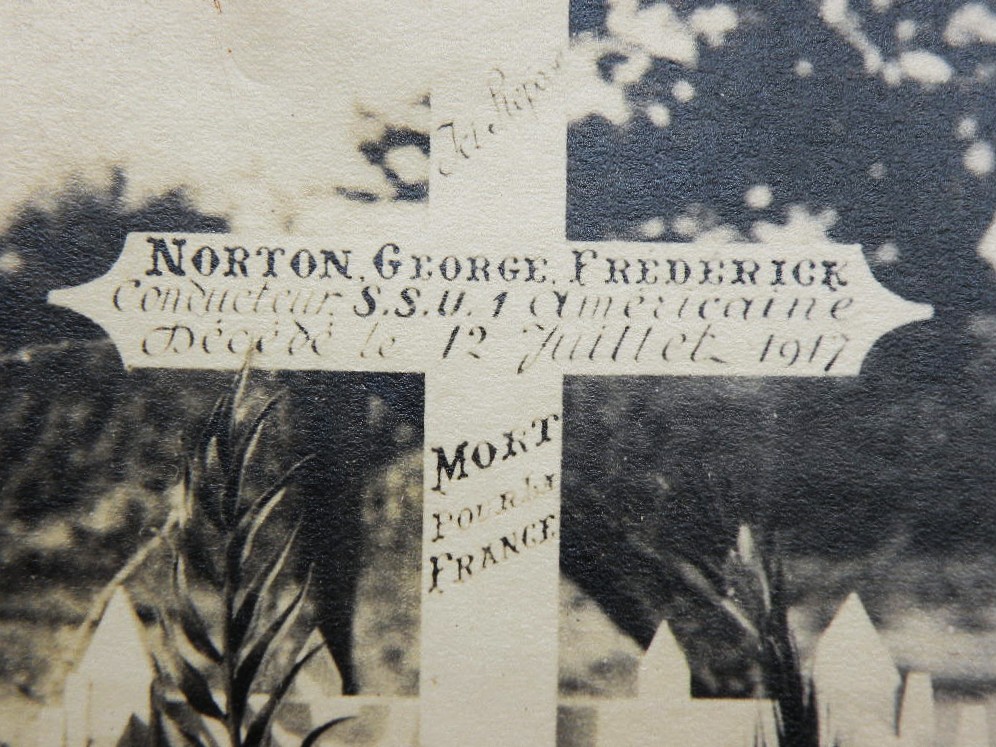 Ici Repose
NORTON, GEORGE, FREDERICK
Conducteur S.S.U. 1 Américaine
Décédé le 12 Juillet 1917
MORT
POUR LA
FRANCE